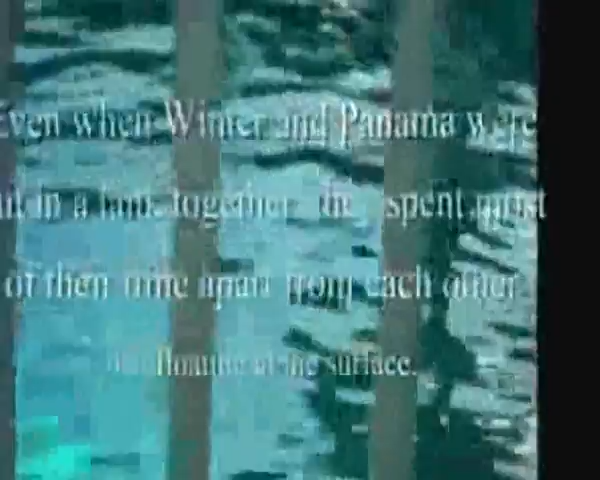 Even when Winter and Panama were
in a tank together, they spent most
of their time apart from each other
floating at the surface.